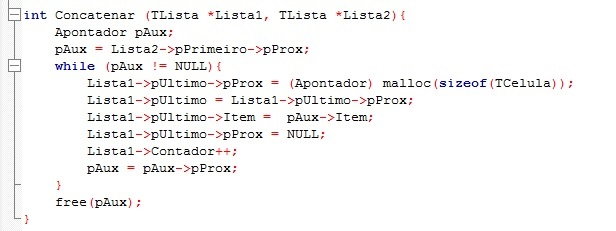 int Concatenar (TLista *Lista1, TLista *Lista2){
    Apontador pAux;
    pAux = Lista2->pPrimeiro->pProx;
    while (pAux != NULL){
        Lista1->pUltimo->pProx = (Apontador) malloc(sizeof(TCelula));
        Lista1->pUltimo = Lista1->pUltimo->pProx;
        Lista1->pUltimo->Item =  pAux->Item;
        Lista1->pUltimo->pProx = NULL;
        Lista1->Contador++;
        pAux = pAux->pProx;
    }
    free(pAux);
}